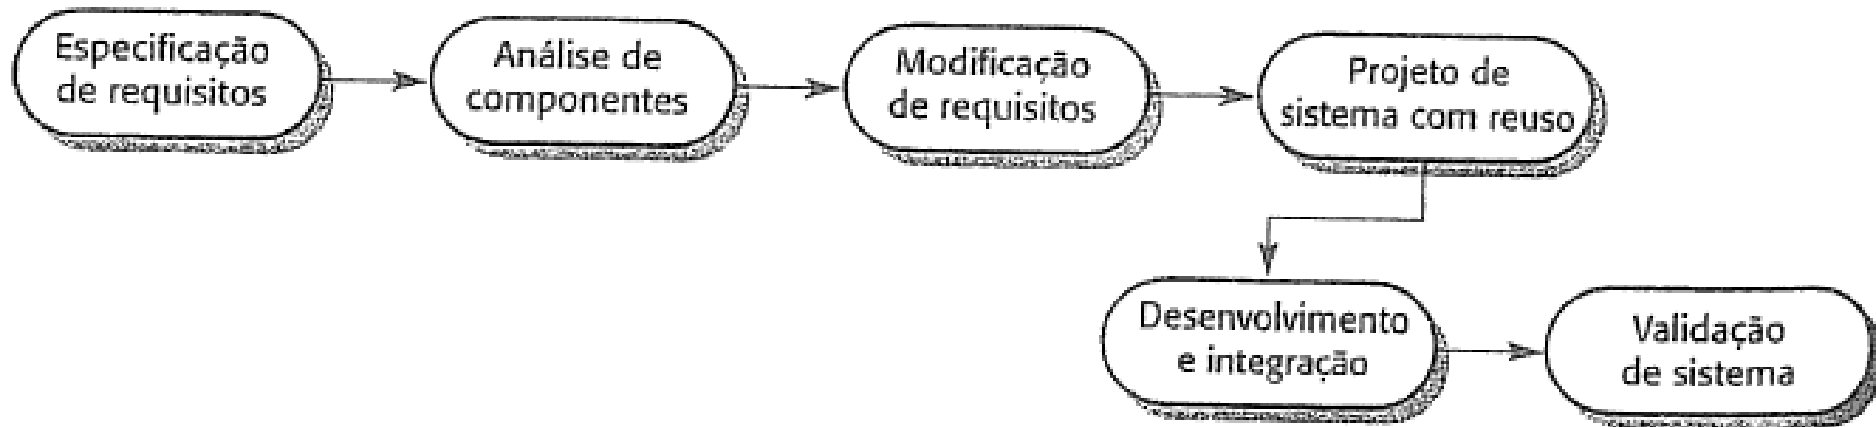 Especificação
de requisitos
Análise de
componentes
Modificação
de requisitos
Projeto de
sistema com reuso
Desenvolvimento
e integração
Validação
de sistema